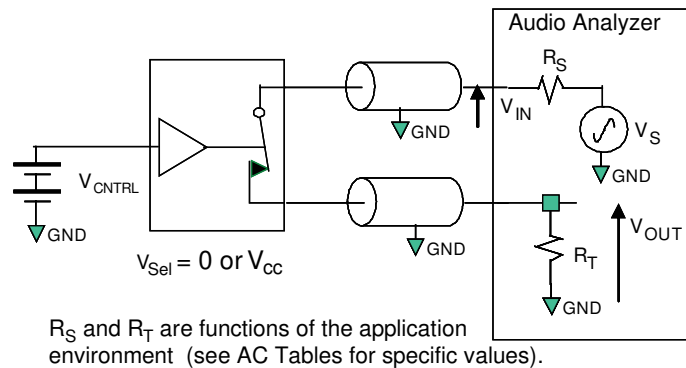 Audio Analyzer
R_S
V_IN
GND
V_S
GND
V_CNTRL
GND
GND
V_OUT
R_T
GND
V_Sel = 0 or V_cc
R_S and R_T are functions of the application
environment (see AC Tables for specific values).